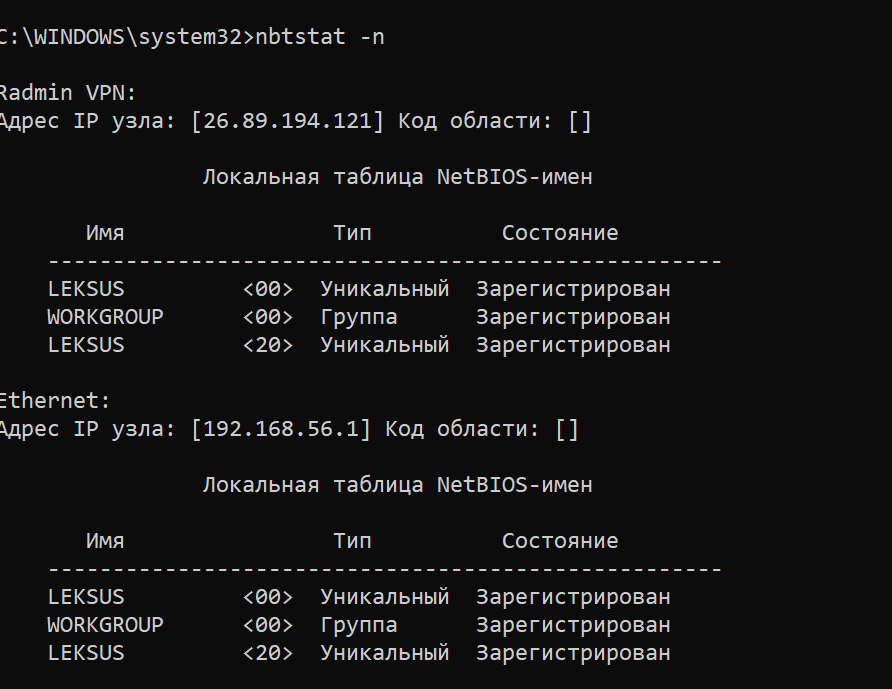 C:\WINDOWS\system32>nbtstat -n
Radmin VPN:
Адрес IP узла: [26.89.194.121] Код области: []
Локальная таблица NetBIOS-имен
Имя Тип Состояние
----------------------------------------------------
LEKSUS <00> Уникальный Зарегистрирован
WORKGROUP <00> Группа Зарегистрирован
LEKSUS <20> Уникальный Зарегистрирован
Ethernet:
Адрес IP узла: [192.168.56.1] Код области: []
Локальная таблица NetBIOS-имен
Имя Тип Состояние
----------------------------------------------------
LEKSUS <00> Уникальный Зарегистрирован
WORKGROUP <00> Группа Зарегистрирован
LEKSUS <20> Уникальный Зарегистрирован